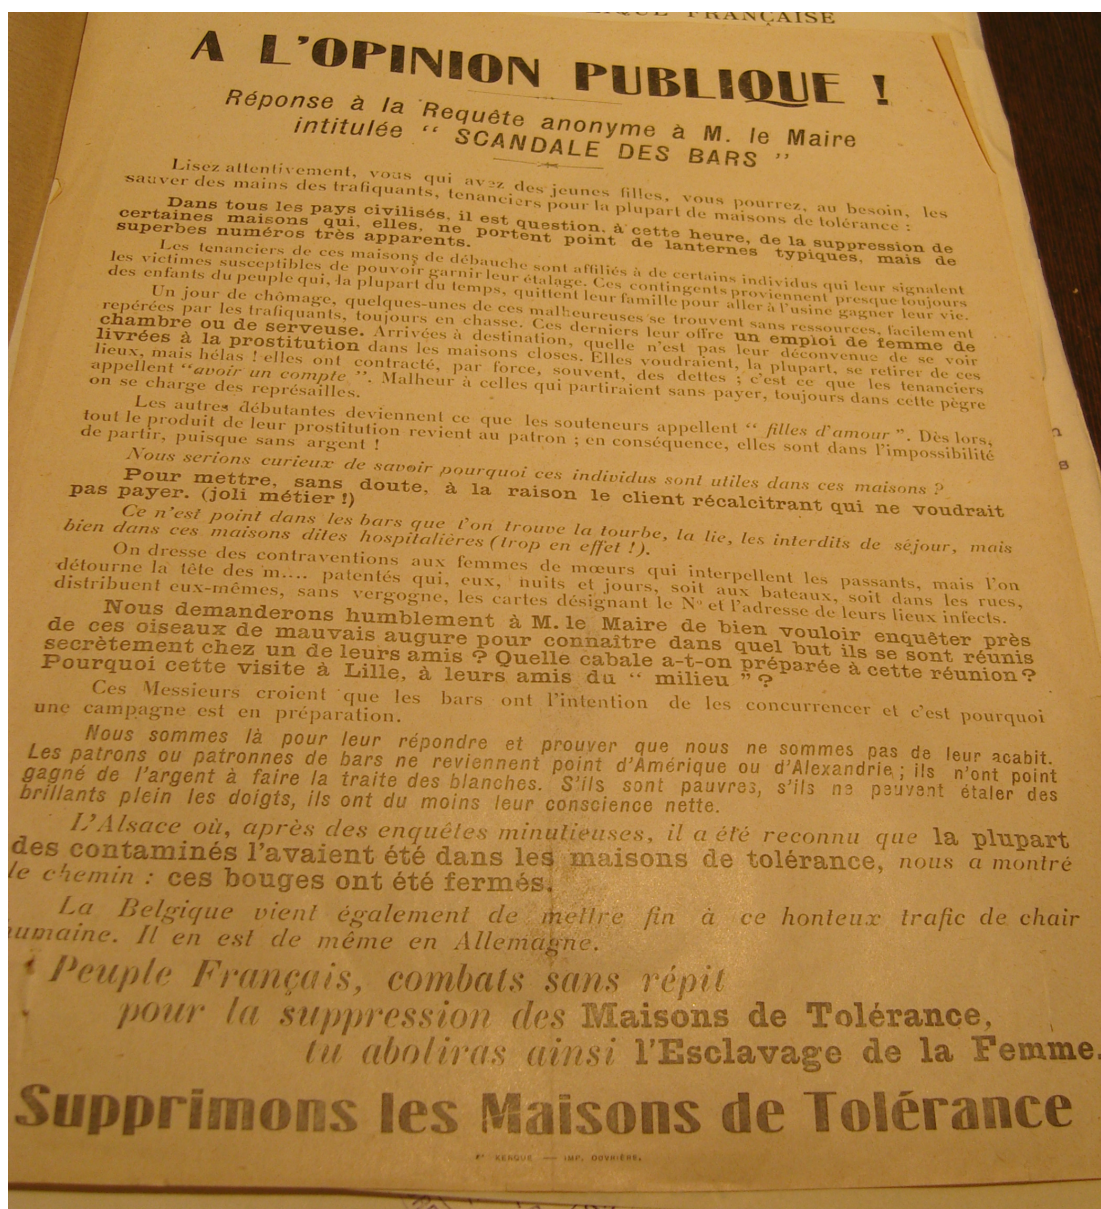 IQUE FRANÇAISE
A L'OPINION PUBLIQUE !
Réponse à la Requête anonyme à M. le Maire
intitulée “ SCANDALE DES BARS ”
Lisez attentivement, vous qui avez des jeunes filles, vous pourrez, au besoin, les
sauver des mains des trafiquants, tenanciers pour la plupart de maisons de tolérance :
Dans tous les pays civilisés, il est question, à cette heure, de la suppression de
certaines maisons qui, elles, ne portent point de lanternes typiques, mais de
superbes numéros très apparents.
Les tenanciers de ces maisons de débauche sont affiliés à de certains individus qui leur signalent
les victimes susceptibles de pouvoir garnir leur étalage. Ces contingents proviennent presque toujours
des enfants du peuple qui, la plupart du temps, quittent leur famille pour aller à l'usine gagner leur vie.
Un jour de chômage, quelques-unes de ces malheureuses se trouvent sans ressources, facilement
repérées par les trafiquants, toujours en chasse. Ces derniers leur offre un emploi de femme de
chambre ou de serveuse. Arrivées à destination, quelle n'est pas leur déconvenue de se voir
livrées à la prostitution dans les maisons closes. Elles voudraient, la plupart, se retirer de ces
lieux, mais hélas ! elles ont contracté, par force, souvent, des dettes ; c'est ce que les tenanciers
appellent “avoir un compte ”. Malheur à celles qui partiraient sans payer, toujours dans cette pègre
on se charge des représailles.
Les autres débutantes deviennent ce que les souteneurs appellent “ filles d'amour ”. Dès lors,
tout le produit de leur prostitution revient au patron ; en conséquence, elles sont dans l'impossibilité
de partir, puisque sans argent !
Nous serions curieux de savoir pourquoi ces individus sont utiles dans ces maisons ?
Pour mettre, sans doute, à la raison le client récalcitrant qui ne voudrait
pas payer. (joli métier !)
Ce n'est point dans les bars que l'on trouve la tourbe, la lie, les interdits de séjour, mais
bien dans ces maisons dites hospitalières (trop en effet !).
On dresse des contraventions aux femmes de mœurs qui interpellent les passants, mais l'on
détourne la tête des m.... patentés qui, eux, nuits et jours, soit aux bateaux, soit dans les rues,
distribuent eux-mêmes, sans vergogne, les cartes désignant le N° et l'adresse de leurs lieux infects.
Nous demanderons humblement à M. le Maire de bien vouloir enquêter près
de ces oiseaux de mauvais augure pour connaître dans quel but ils se sont réunis
secrètement chez un de leurs amis ? Quelle cabale a-t-on préparée à cette réunion ?
Pourquoi cette visite à Lille, à leurs amis du “ milieu ” ?
Ces Messieurs croient que les bars ont l'intention de les concurrencer et c'est pourquoi
une campagne est en préparation.
Nous sommes là pour leur répondre et prouver que nous ne sommes pas de leur acabit.
Les patrons ou patronnes de bars ne reviennent point d'Amérique ou d'Alexandrie ; ils n'ont point
gagné de l'argent à faire la traite des blanches. S'ils sont pauvres, s'ils ne peuvent étaler des
brillants plein les doigts, ils ont du moins leur conscience nette.
L'Alsace où, après des enquêtes minutieuses, il a été reconnu que la plupart
des contaminés l'avaient été dans les maisons de tolérance, nous a montré
le chemin : ces bouges ont été fermés.
La Belgique vient également de mettre fin à ce honteux trafic de chair
humaine. Il en est de même en Allemagne.
Peuple Français, combats sans répit
pour la suppression des Maisons de Tolérance,
tu aboliras ainsi l'Esclavage de la Femme.
Supprimons les Maisons de Tolérance
KERQUE — IMP. OUVRIÈRE.